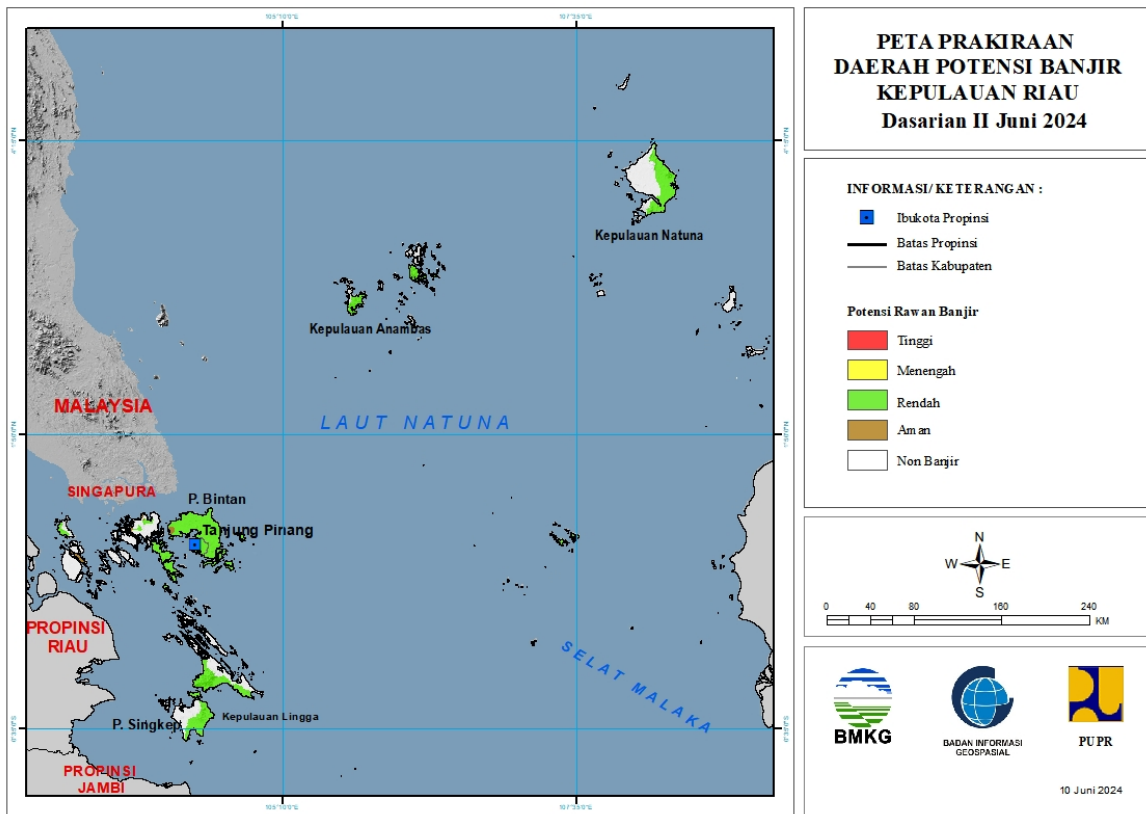 PETA PRAKIRAAN
DAERAH POTENSI BANJIR
KEPULAUAN RIAU
Dasarian II Juni 2024
INFORMASI/ KETERANGAN :
Ibukota Propinsi
Batas Propinsi
Batas Kabupaten
Potensi Rawan Banjir
Tinggi
Menengah
Rendah
Aman
Non Banjir
N
W E
S
0 40 80 160 240
KM
BMKG
BADAN INFORMASI
GEOSPASIAL
PUPR
10 Juni 2024
Kepulauan Natuna
Kepulauan Anambas
MALAYSIA
LAUT NATUNA
SINGAPURA
P. Bintan
Tanjung Pinang
PROPINSI
RIAU
SELAT MALAKA
Kepulauan Lingga
P. Singkep
PROPINSI
JAMBI